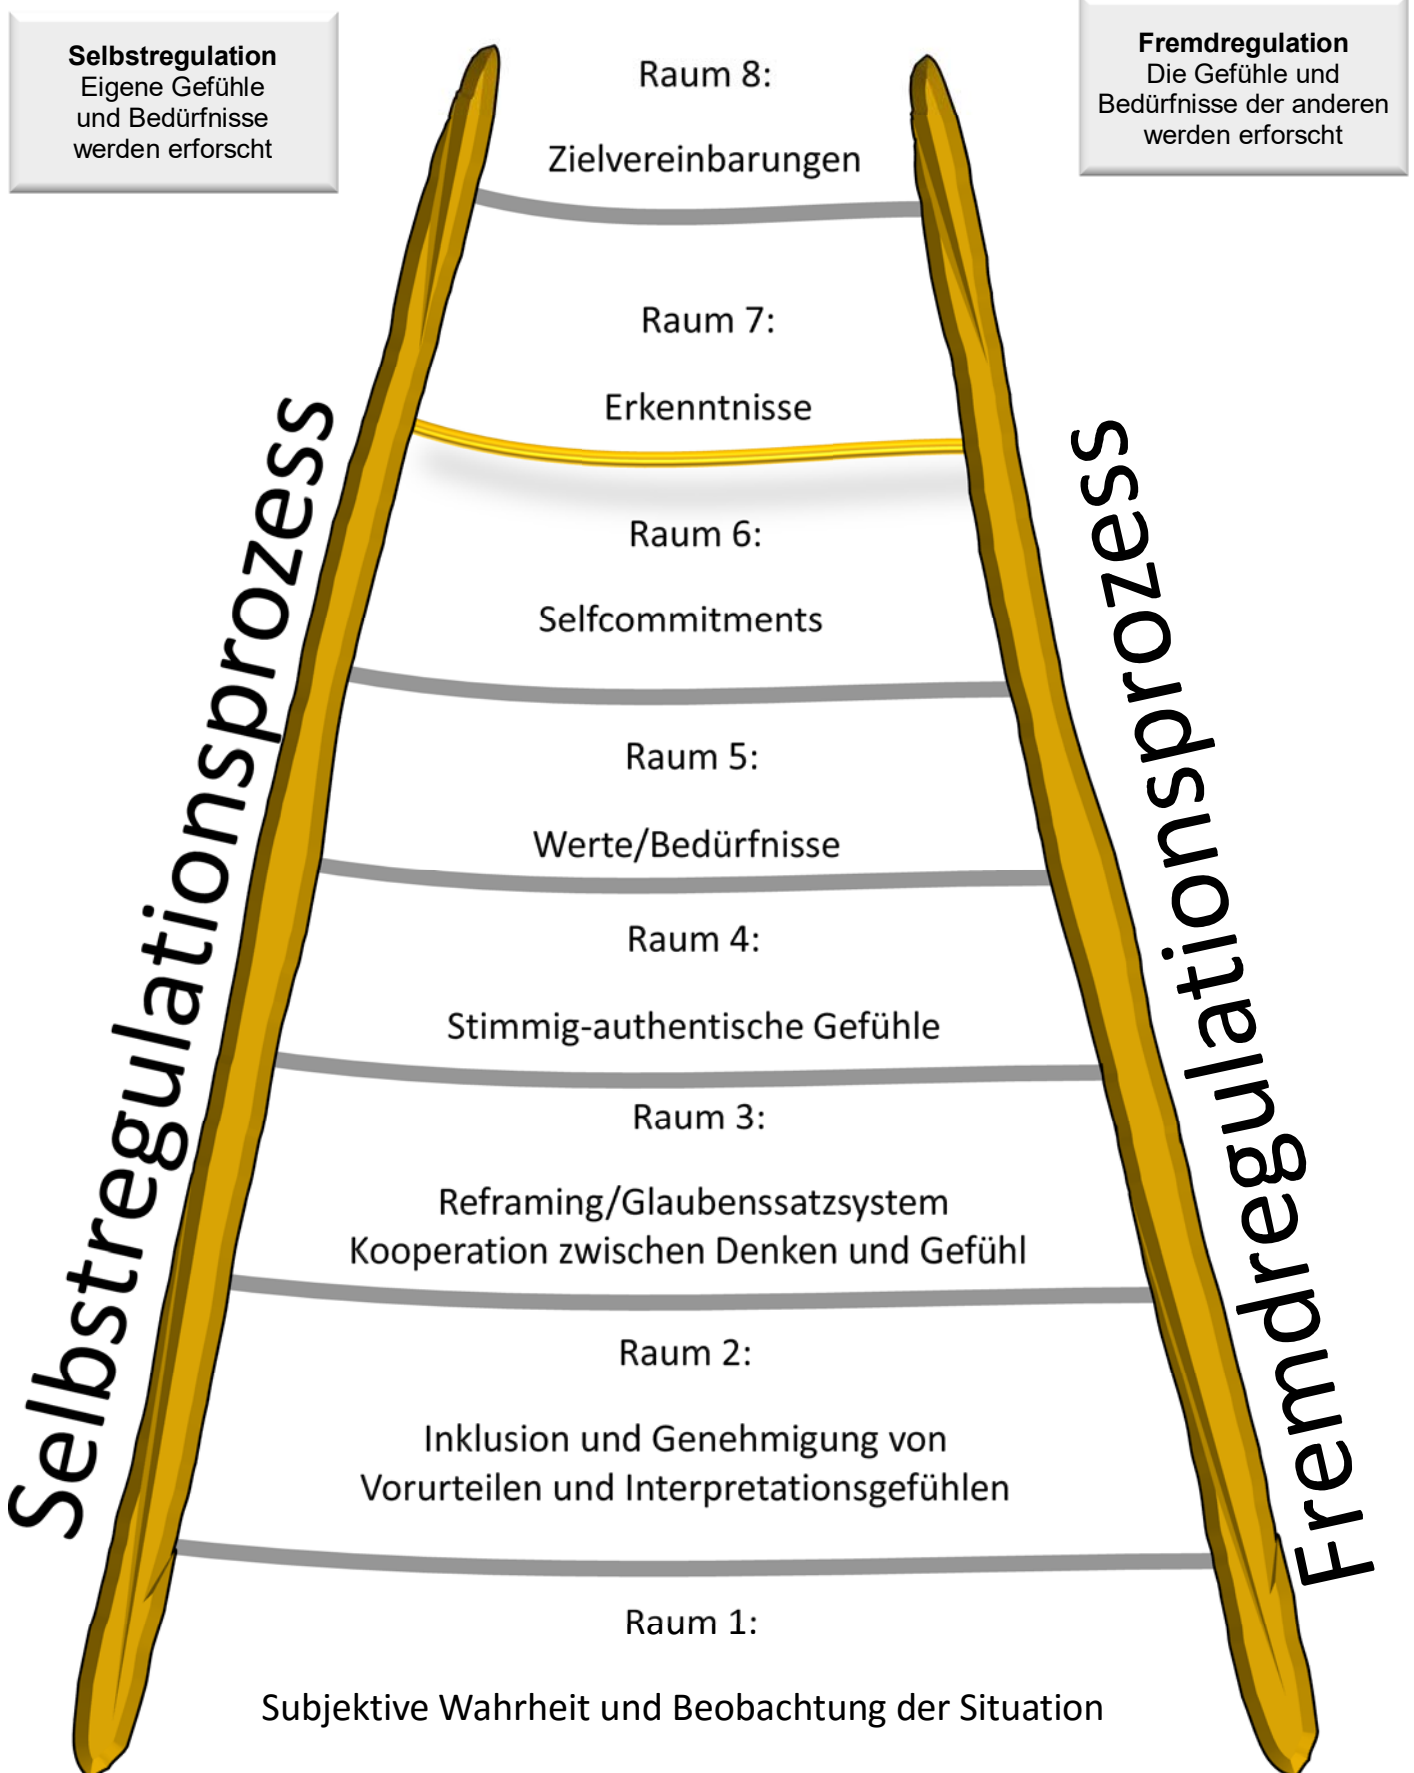 Selbstregulation
Eigene Gefühle
und Bedürfnisse
werden erforscht
Fremdregulation
Die Gefühle und
Bedürfnisse der anderen
werden erforscht
Raum 8:
Zielvereinbarungen
Raum 7:
Erkenntnisse
Raum 6:
Selfcommitments
Raum 5:
Werte/Bedürfnisse
Raum 4:
Stimmig-authentische Gefühle
Raum 3:
Reframing/Glaubenssatzsystem
Kooperation zwischen Denken und Gefühl
Raum 2:
Inklusion und Genehmigung von
Vorurteilen und Interpretationsgefühlen
Raum 1:
Subjektive Wahrheit und Beobachtung der Situation
Selbstregulationsprozess
Fremdregulationsprozess